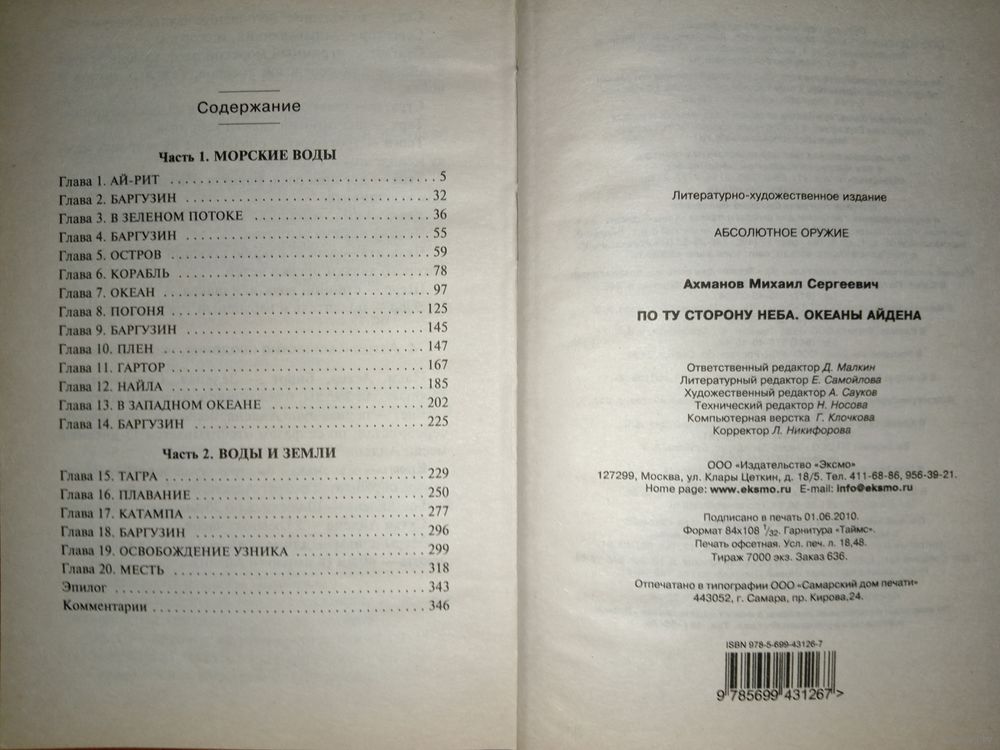 Содержание
Часть 1. МОРСКИЕ ВОДЫ
Глава 1. АЙ-РИТ 5
Глава 2. БАРГУЗИН 32
Глава 3. В ЗЕЛЕНОМ ПОТОКЕ 36
Глава 4. БАРГУЗИН 55
Глава 5. ОСТРОВ 59
Глава 6. КОРАБЛЬ 78
Глава 7. ОКЕАН 97
Глава 8. ПОГОНЯ 125
Глава 9. БАРГУЗИН 145
Глава 10. ПЛЕН 147
Глава 11. ГАРТОР 167
Глава 12. НАЙЛА 185
Глава 13. В ЗАПАДНОМ ОКЕАНЕ 202
Глава 14. БАРГУЗИН 225
Часть 2. ВОДЫ И ЗЕМЛИ
Глава 15. ТАГРА 229
Глава 16. ПЛАВАНИЕ 250
Глава 17. КАТАМПА 277
Глава 18. БАРГУЗИН 296
Глава 19. ОСВОБОЖДЕНИЕ УЗНИКА 299
Глава 20. МЕСТЬ 318
Эпилог 343
Комментарии 346
Литературно-художественное издание
АБСОЛЮТНОЕ ОРУЖИЕ
Ахманов Михаил Сергеевич
ПО ТУ СТОРОНУ НЕБА. ОКЕАНЫ АЙДЕНА
Ответственный редактор Д. Малкин
Литературный редактор Е. Самойлова
Художественный редактор А. Сауков
Технический редактор Н. Носова
Компьютерная верстка Г. Клочкова
Корректор Л. Никифорова
ООО «Издательство «Эксмо»
127299, Москва, ул. Клары Цеткин, д. 18/5. Тел. 411-68-86, 956-39-21.
Home page: www.eksmo.ru E-mail: info@eksmo.ru
Подписано в печать 01.06.2010.
Формат 84x108 1/32. Гарнитура «Таймс».
Печать офсетная. Усл. печ. л. 18,48.
Тираж 7000 экз. Заказ 636.
Отпечатано в типографии ООО «Самарский дом печати»
443052, г. Самара, пр. Кирова,24.
ISBN 978-5-699-43126-7
9 785699 431267 >